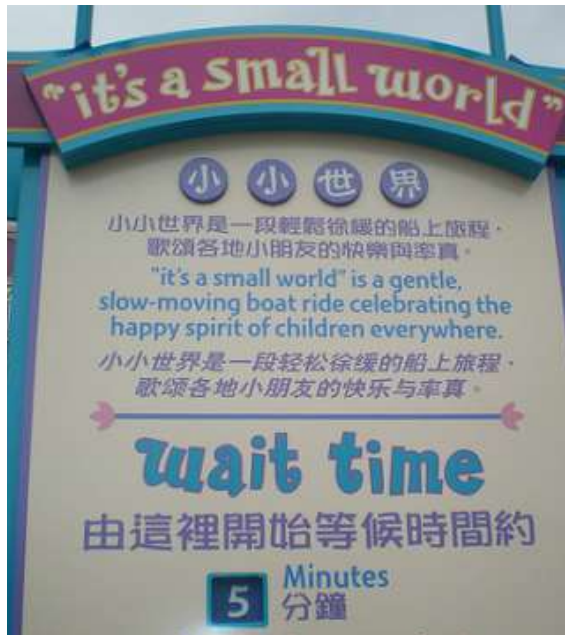 "it's a small world"
小小世界
小小世界是一段輕鬆徐緩的船上旅程，
歌頌各地小朋友的快樂與率真。
"it's a small world" is a gentle,
slow-moving boat ride celebrating the
happy spirit of children everywhere.
小小世界是一段轻松徐缓的船上旅程，
歌颂各地小朋友的快乐与率真。
wait time
由這裡開始等候時間約
5 Minutes
分鐘